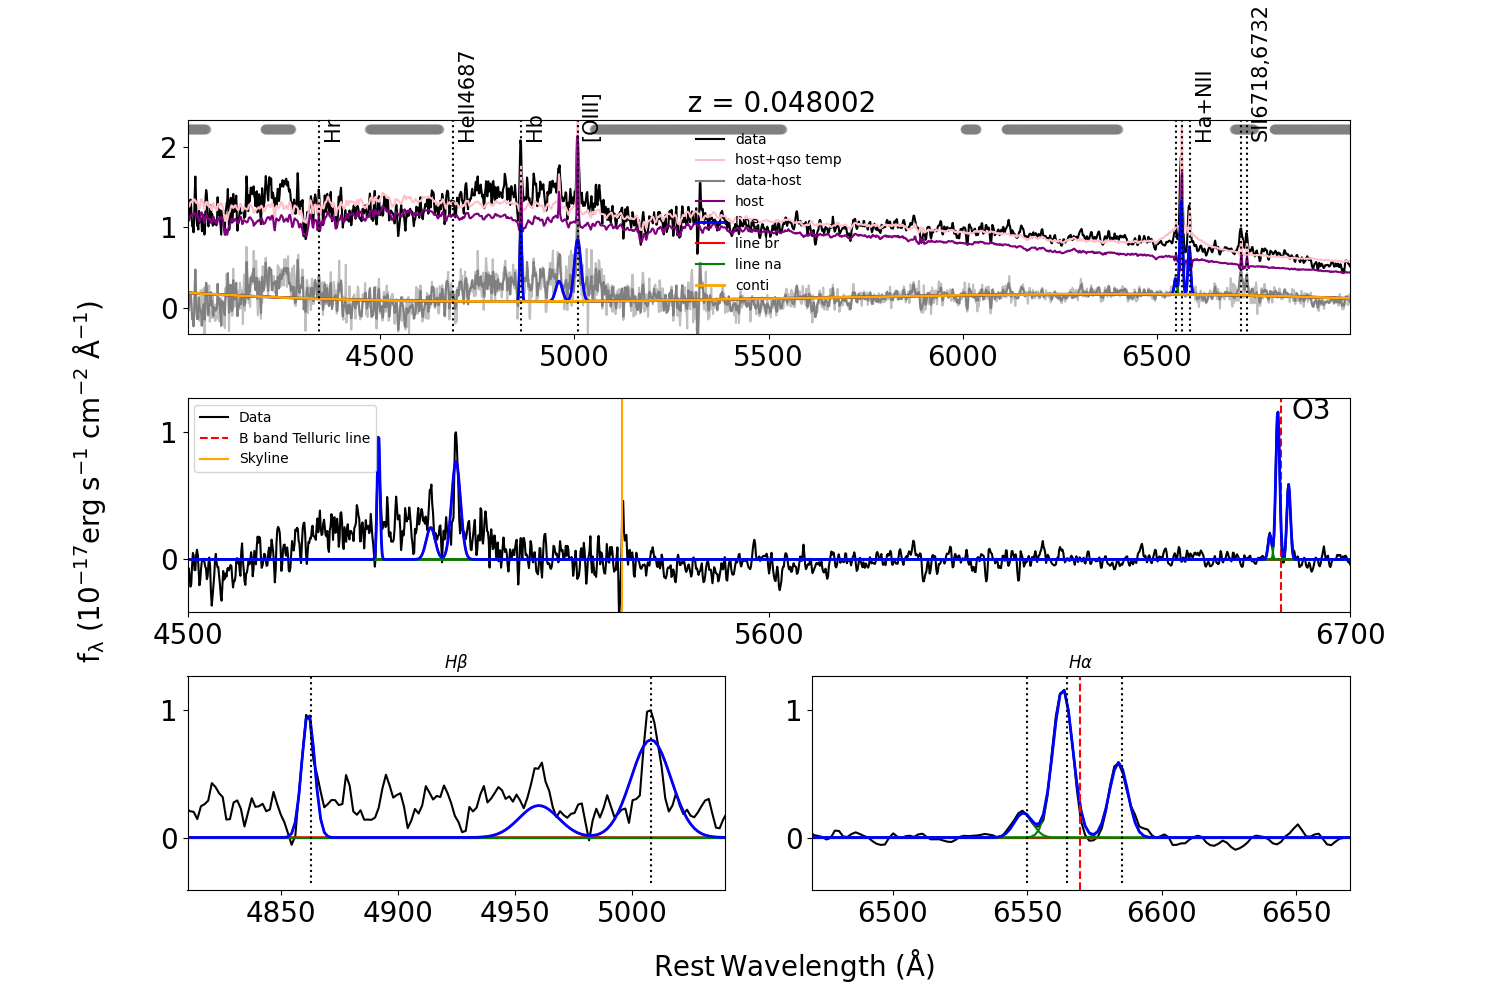 z = 0.048002
Hr
HeII4687
Hb
[OIII]
Ha+NII
SII6718,6732
data
host+qso temp
data-host
host
line br
line na
conti
2
1
0
4500
5000
5500
6000
6500
Data
B band Telluric line
Skyline
O3
1
0
4500
5600
6700
fλ (10⁻¹⁷erg s⁻¹ cm⁻² Å⁻¹)
Hβ
1
0
4850
4900
4950
5000
Hα
1
0
6500
6550
6600
6650
Rest Wavelength (Å)